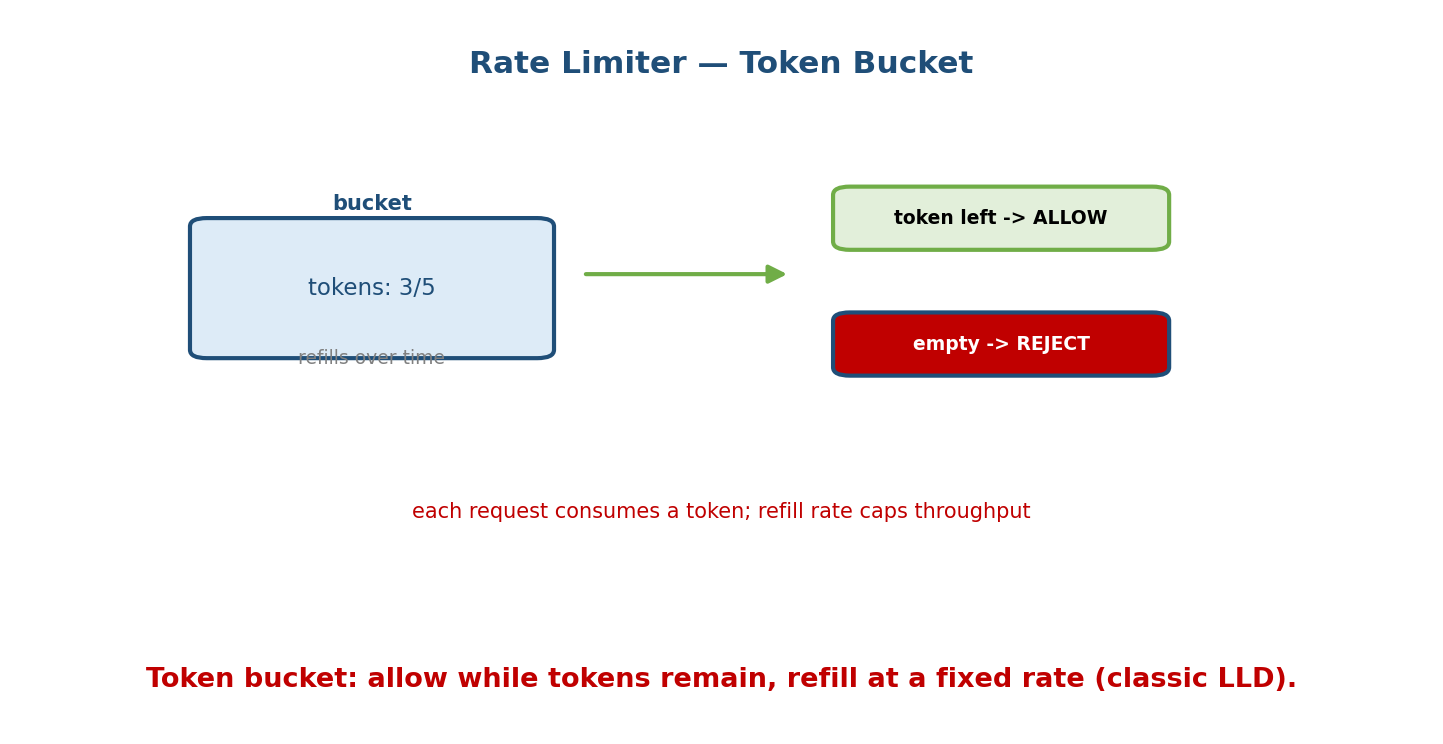 Rate Limiter — Token Bucket
bucket
tokens: 3/5
refills over time
token left -> ALLOW
empty -> REJECT
each request consumes a token; refill rate caps throughput
Token bucket: allow while tokens remain, refill at a fixed rate (classic LLD).